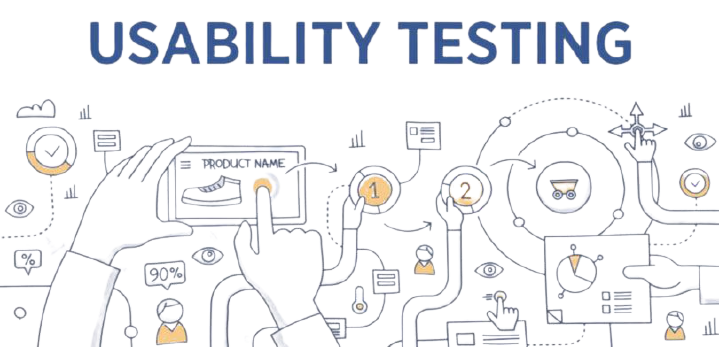 USABILITY TESTING
PRODUCT NAME
1
2
%
90%